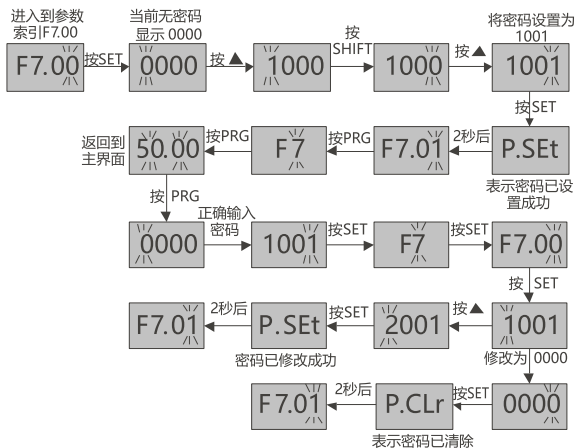 进入到参数
索引F7.00
当前无密码
显示 0000
将密码设置为
1001
F7.00
按SET
0000
按 ▲
1000
按
SHIFT
1000
按▲
1001
按SET
返回到
主界面
50.00
按PRG
F7
按PRG
F7.01
2秒后
P.SEt
表示密码已设
置成功
按 PRG
0000
正确输入
密码
1001
按SET
F7
按SET
F7.00
按 SET
F7.01
2秒后
P.SEt
按SET
2001
按▲
1001
密码已修改成功
修改为 0000
F7.01
2秒后
P.CLr
按SET
0000
表示密码已清除